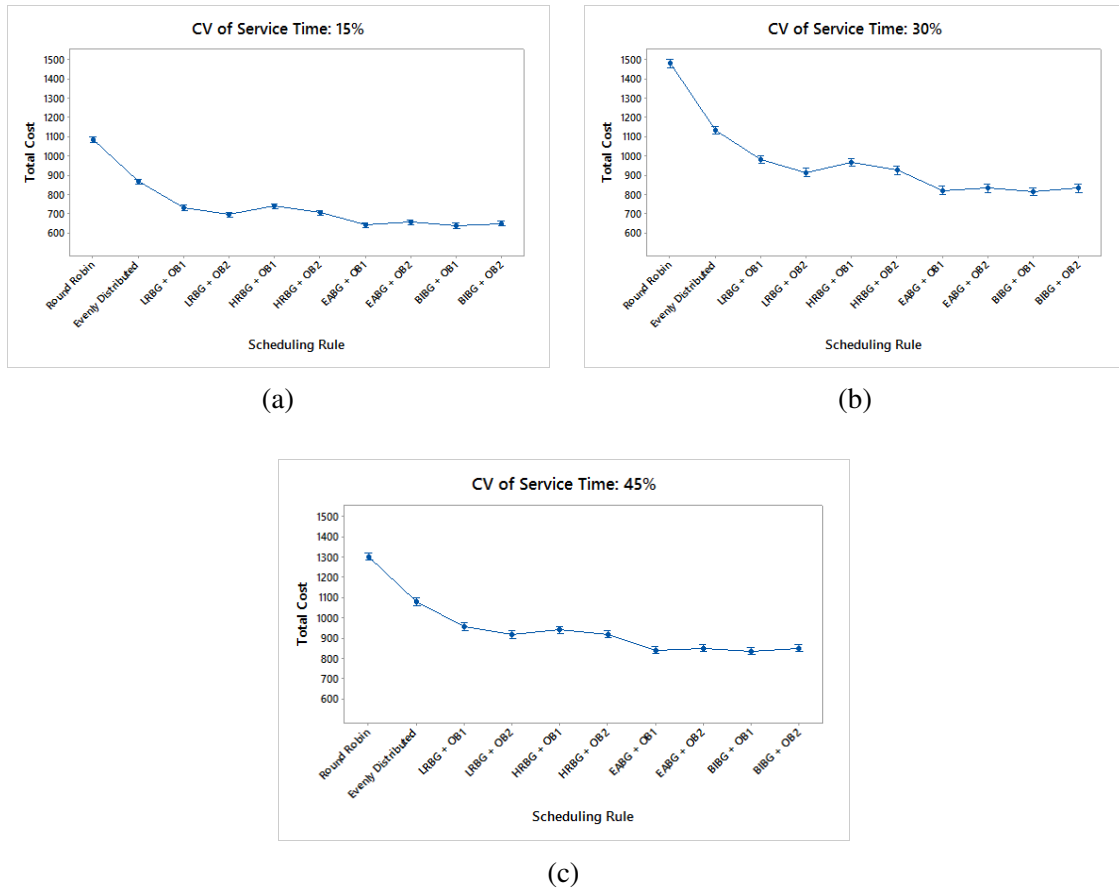 CV of Service Time: 15%
Total Cost
1500
1400
1300
1200
1100
1000
900
800
700
600
Round Robin
Evenly Distributed
LRBG + OB1
LRBG + OB2
HRBG + OB1
HRBG + OB2
EABG + OB1
EABG + OB2
BIBG + OB1
BIBG + OB2
Scheduling Rule
(a)
CV of Service Time: 30%
Total Cost
1500
1400
1300
1200
1100
1000
900
800
700
600
Round Robin
Evenly Distributed
LRBG + OB1
LRBG + OB2
HRBG + OB1
HRBG + OB2
EABG + OB1
EABG + OB2
BIBG + OB1
BIBG + OB2
Scheduling Rule
(b)
CV of Service Time: 45%
Total Cost
1500
1400
1300
1200
1100
1000
900
800
700
600
Round Robin
Evenly Distributed
LRBG + OB1
LRBG + OB2
HRBG + OB1
HRBG + OB2
EABG + OB1
EABG + OB2
BIBG + OB1
BIBG + OB2
Scheduling Rule
(c)